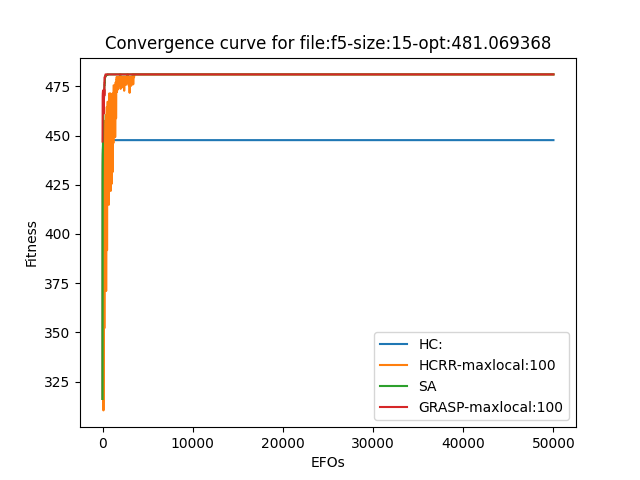 Convergence curve for file:f5-size:15-opt:481.069368
475
450
425
400
375
350
325
Fitness
0 10000 20000 30000 40000 50000
EFOs
HC:
HCRR-maxlocal:100
SA
GRASP-maxlocal:100